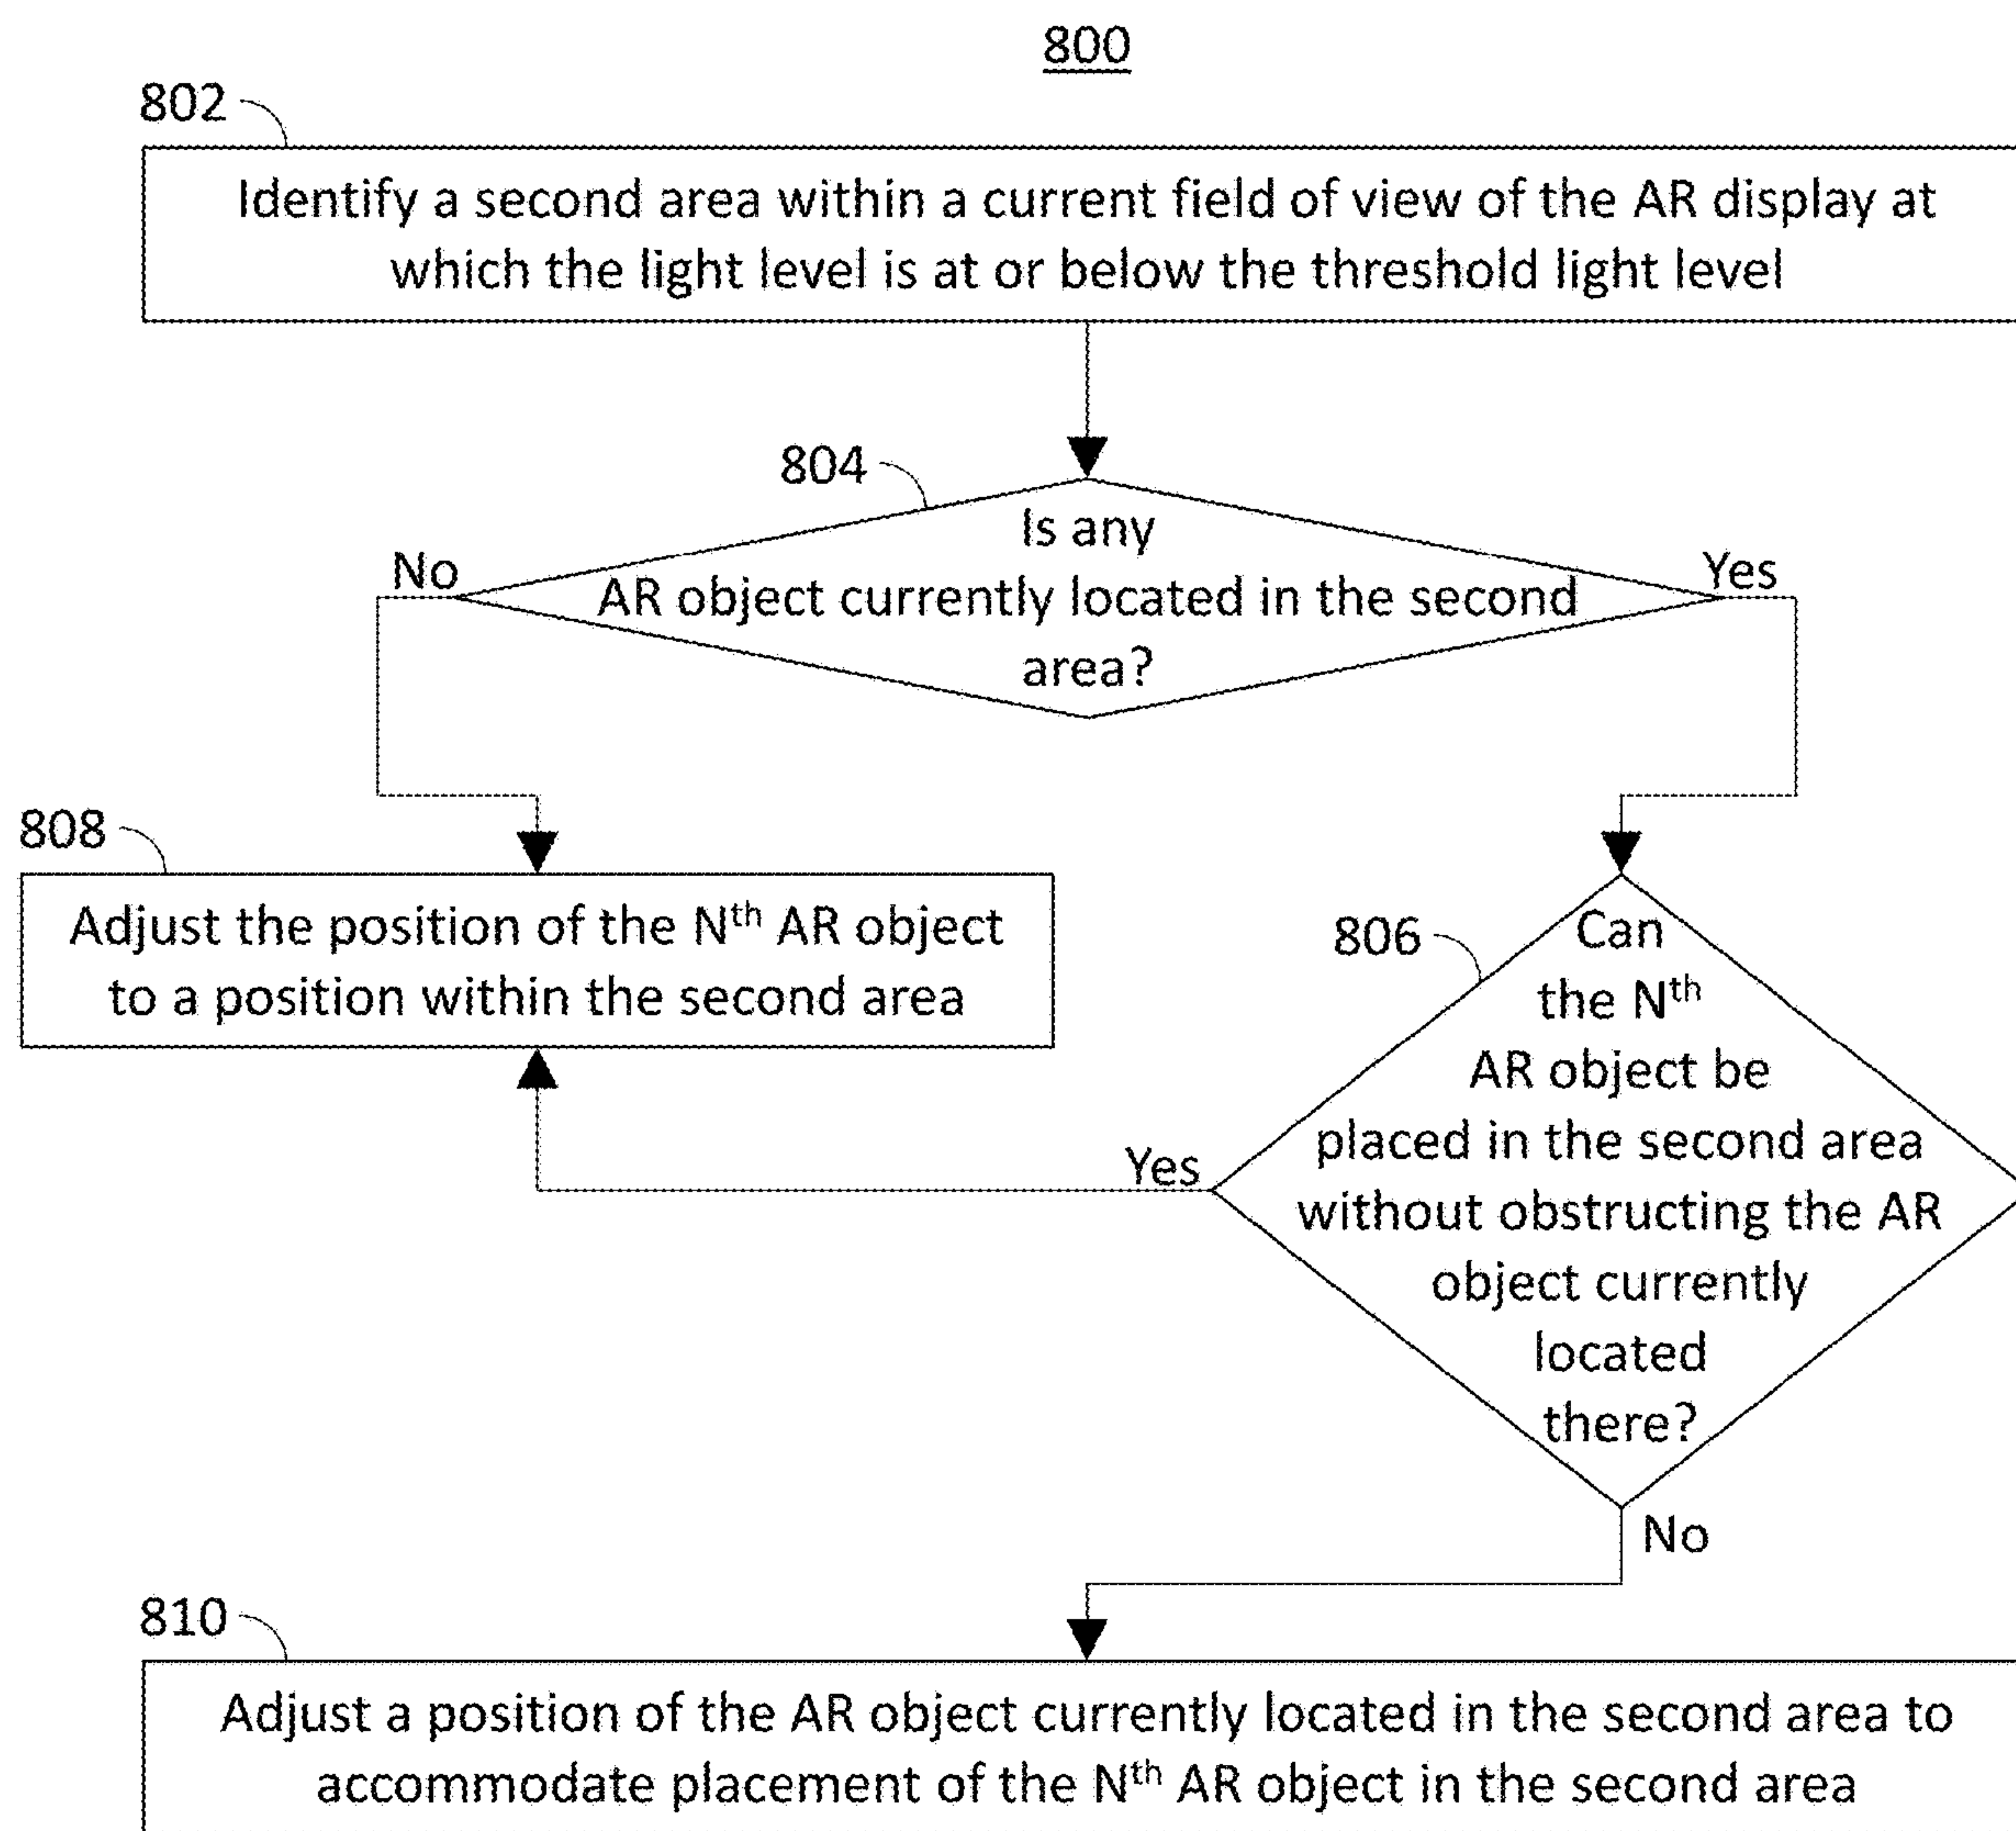 800
802
Identify a second area within a current field of view of the AR display at
which the light level is at or below the threshold light level
804
Is any
AR object currently located in the second
area?
No
Yes
808
Adjust the position of the Nth AR object
to a position within the second area
806
Can
the Nth
AR object be
placed in the second area
without obstructing the AR
object currently
located
there?
Yes
No
810
Adjust a position of the AR object currently located in the second area to
accommodate placement of the Nth AR object in the second area